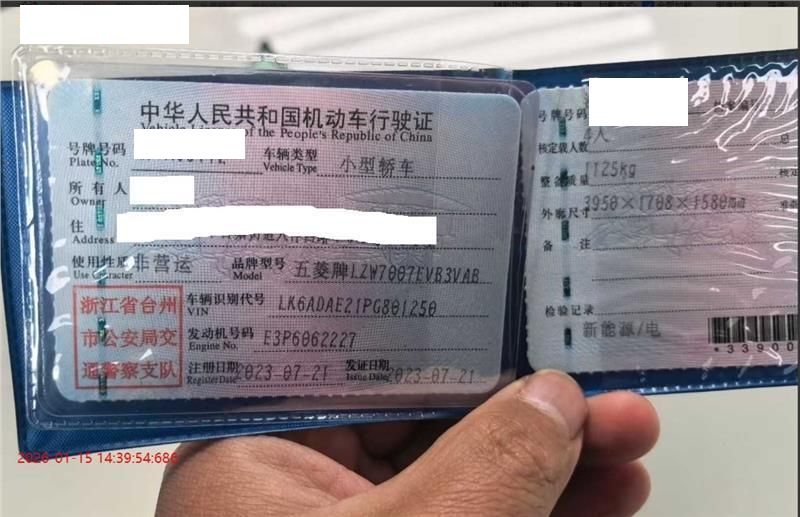 中华人民共和国机动车行驶证
Vehicle License of the People's Republic of China
号牌号码
Plate No.
车辆类型 小型轿车
Vehicle Type
所有人
Owner
住
Address
使用性质 非营运
Use Character
品牌型号 五菱牌LZW7007EVB3VAB
Model
浙江省台州
市公安局交
通警察支队
车辆识别代号 LK6ADAE21PG801250
VIN
发动机号码 E3P6062227
Engine No.
注册日期 2023-07-21
Register Date
发证日期 2023-07-21
Issue Date
号牌号码
核定载人数 4人
整备质量 1125kg
外廓尺寸 3950×1708×1580
备注
检验记录
新能源/电
*33900
2026-01-15 14:39:54:686